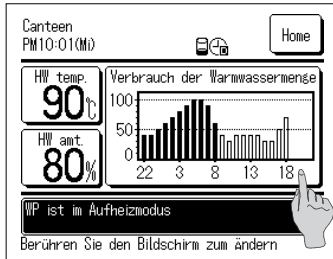 Canteen
PM10:01(Mi)
Home
HW temp.
90℃
HW amt.
80%
Verbrauch der Warmwassermenge
100
50
0
22 3 8 13 18
WP ist im Aufheizmodus
Berühren Sie den Bildschirm zum ändern